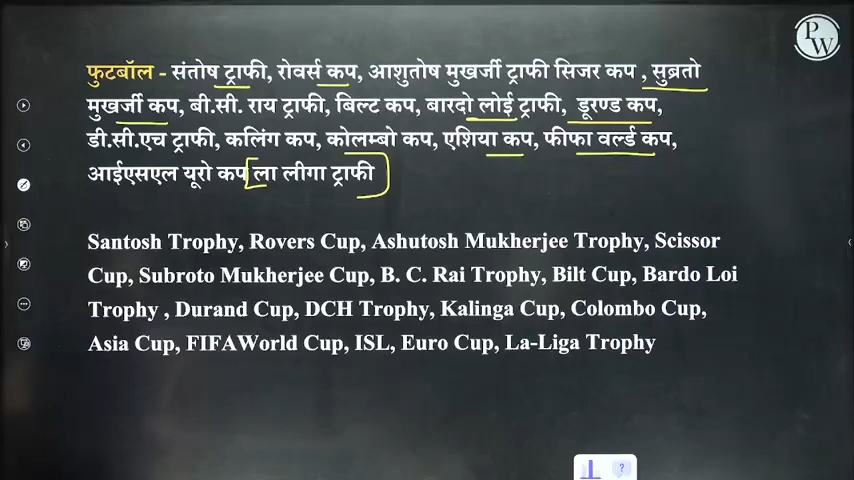 PW
फुटबॉल - संतोष ट्राफी, रोवर्स कप, आशुतोष मुखर्जी ट्राफी सिजर कप , सुब्रतो
मुखर्जी कप, बी.सी. राय ट्राफी, बिल्ट कप, बारदो लोई ट्राफी, डूरण्ड कप,
डी.सी.एच ट्राफी, कलिंग कप, कोलम्बो कप, एशिया कप, फीफा वर्ल्ड कप,
आईएसएल यूरो कप ला लीगा ट्राफी
Santosh Trophy, Rovers Cup, Ashutosh Mukherjee Trophy, Scissor
Cup, Subroto Mukherjee Cup, B. C. Rai Trophy, Bilt Cup, Bardo Loi
Trophy , Durand Cup, DCH Trophy, Kalinga Cup, Colombo Cup,
Asia Cup, FIFAWorld Cup, ISL, Euro Cup, La-Liga Trophy